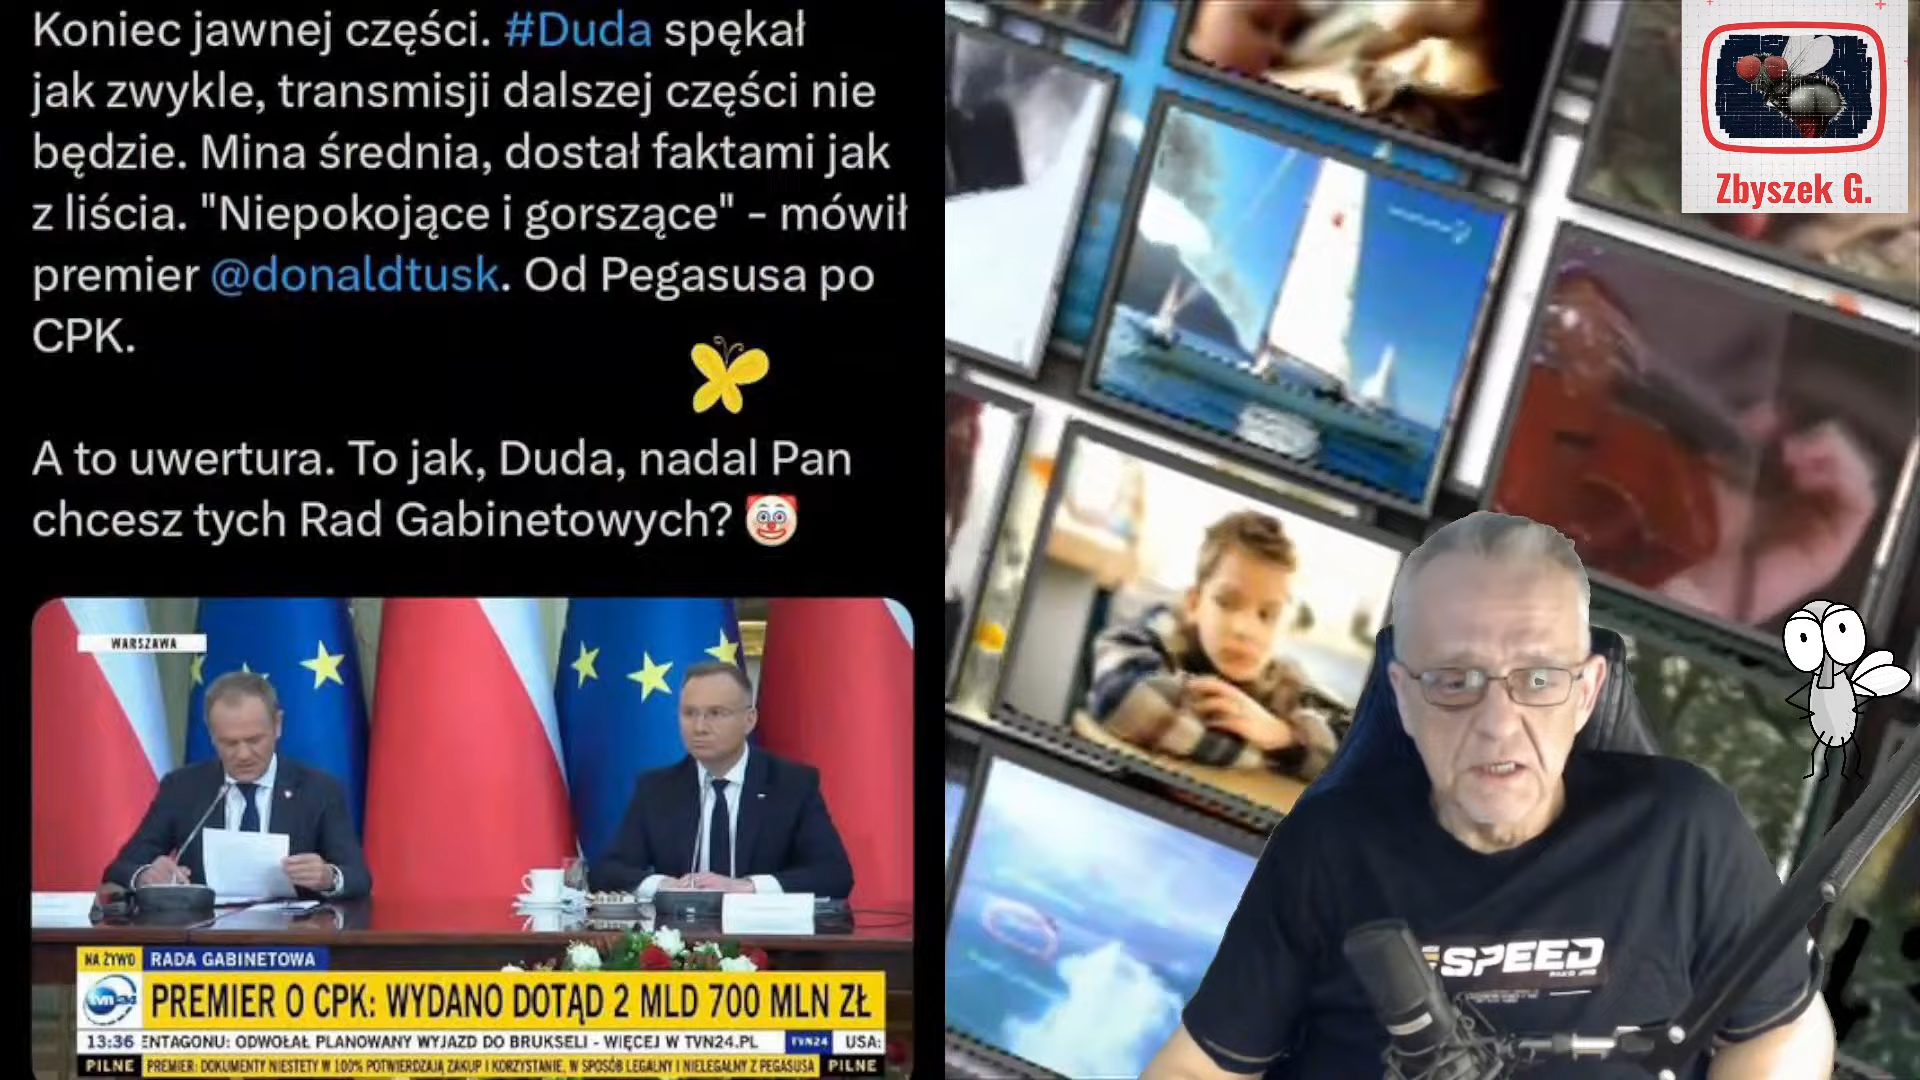 Koniec jawnej części. #Duda spękał
jak zwykle, transmisji dalszej części nie
będzie. Mina średnia, dostał faktami jak
z liścia. "Niepokojące i gorszące" - mówił
premier @donaldtusk. Od Pegasusa po
CPK.
A to uwertura. To jak, Duda, nadal Pan
chcesz tych Rad Gabinetowych?
WARSZAWA
NA ŻYWO RADA GABINETOWA
tvn24 PREMIER O CPK: WYDANO DOTĄD 2 MLD 700 MLN ZŁ
13:36 ENTAGONU: ODWOŁAŁ PLANOWANY WYJAZD DO BRUKSELI - WIĘCEJ W TVN24.PL TVN24 USA:
PILNE PREMIER: DOKUMENTY NIESTETY W 100% POTWIERDZAJĄ ZAKUP I KORZYSTANIE, W SPOSÓB LEGALNY I NIELEGALNY Z PEGASUSA PILNE
Zbyszek G.
SPEED